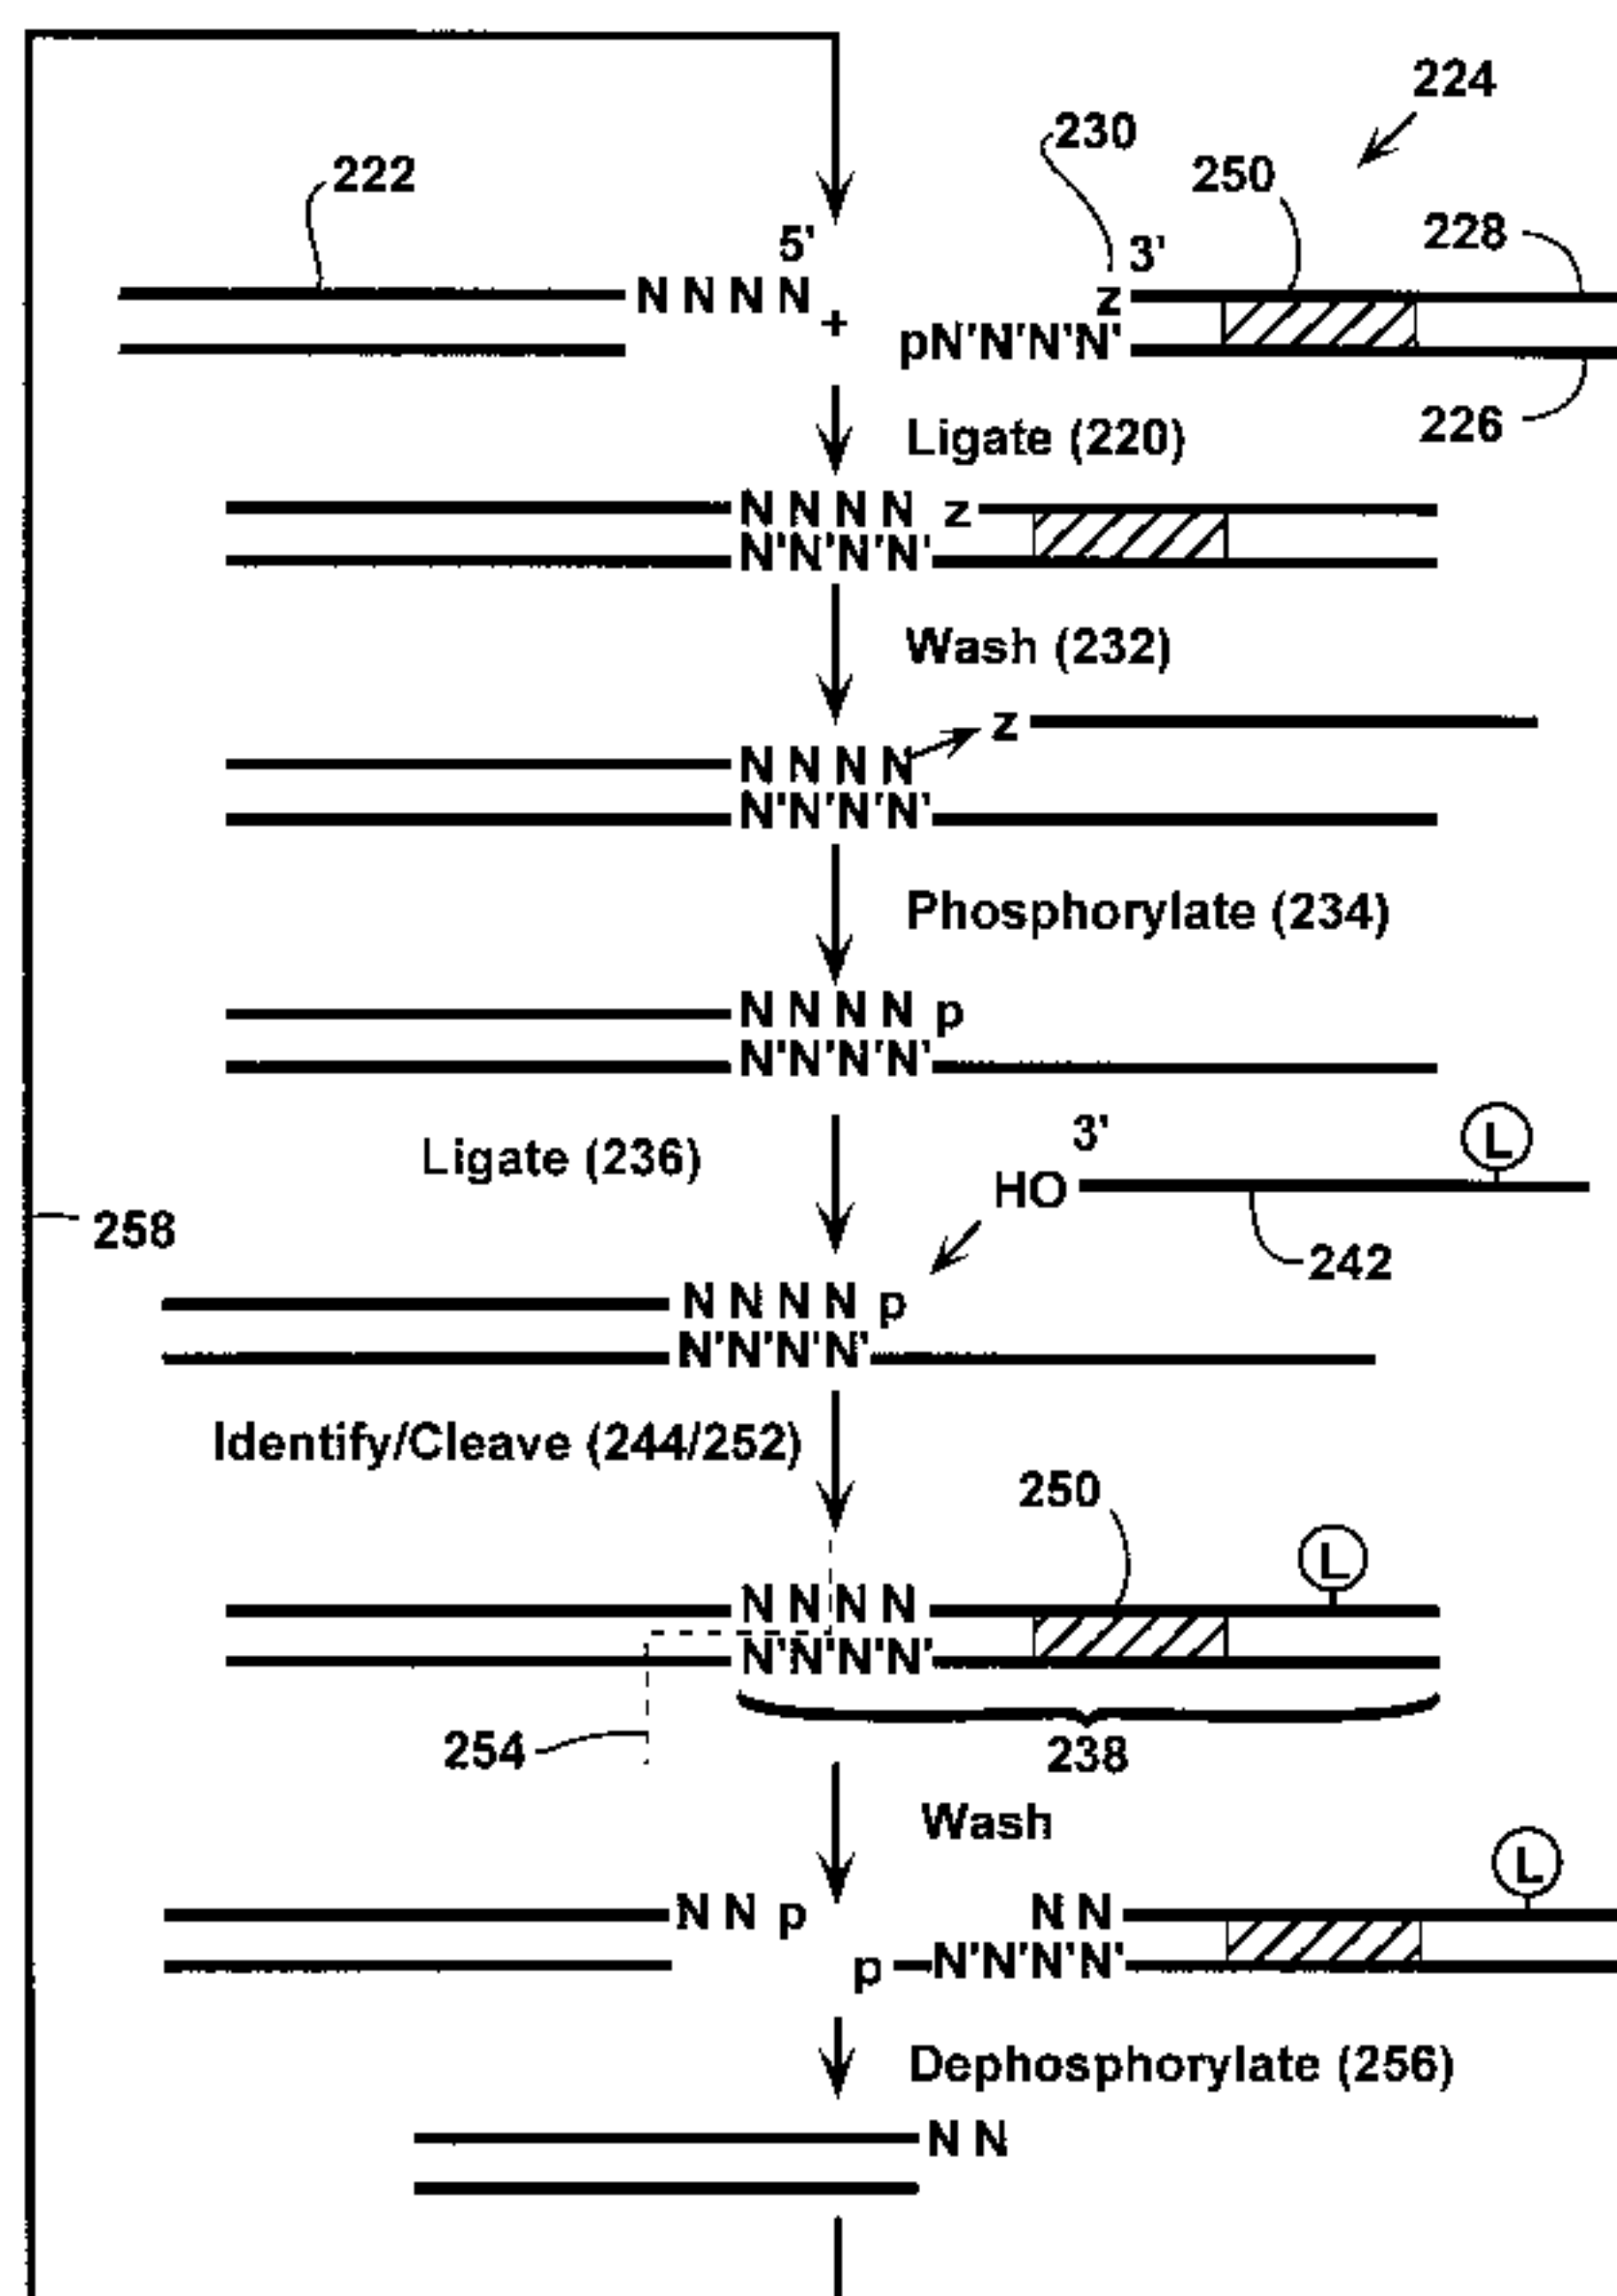 224
230
250
222
228
5'
3'
N N N N
+
z
pN'N'N'N'
226
Ligate (220)
N N N N z
N'N'N'N'
Wash (232)
z
N N N N
N'N'N'N'
Phosphorylate (234)
N N N N p
N'N'N'N'
3'
L
Ligate (236)
HO
258
242
N N N N p
N'N'N'N'
Identify/Cleave (244/252)
250
L
N N N N
N'N'N'N'
254
238
Wash
L
N N p
N N
p N'N'N'N'
Dephosphorylate (256)
N N